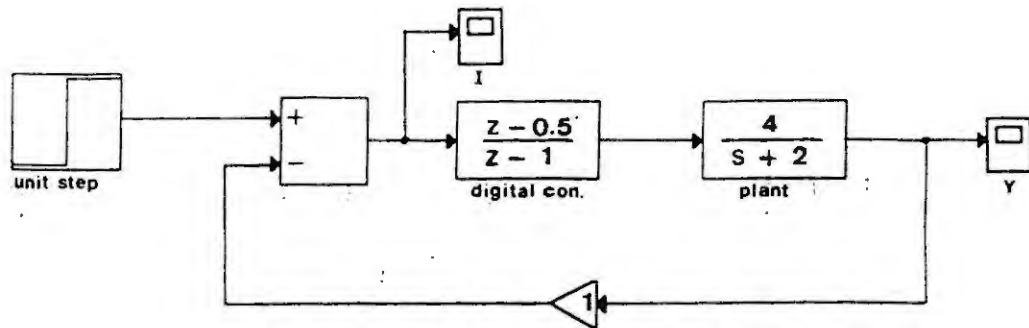 I
unit step
+
−
z − 0.5
z − 1
digital con.
4
s + 2
plant
Y
1